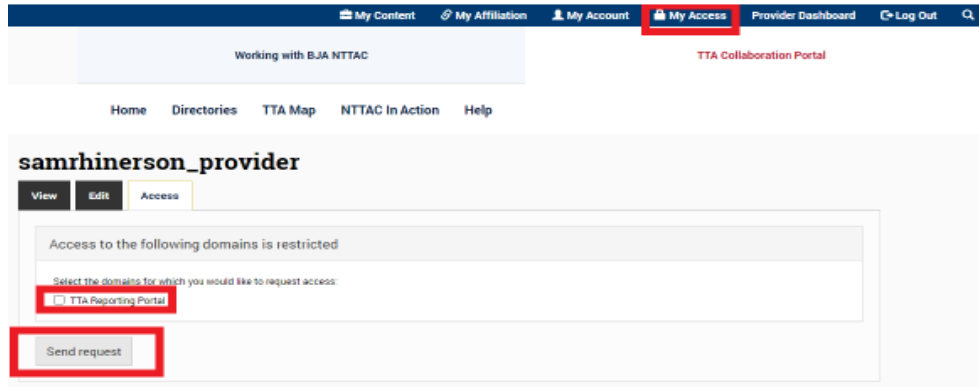 My Content My Affiliation My Account My Access Provider Dashboard Log Out
Working with BJA NTTAC TTA Collaboration Portal
Home Directories TTA Map NTTAC In Action Help
samrhinerson_provider
View Edit Access
Access to the following domains is restricted
Select the domains for which you would like to request access:
TTA Reporting Portal
Send request